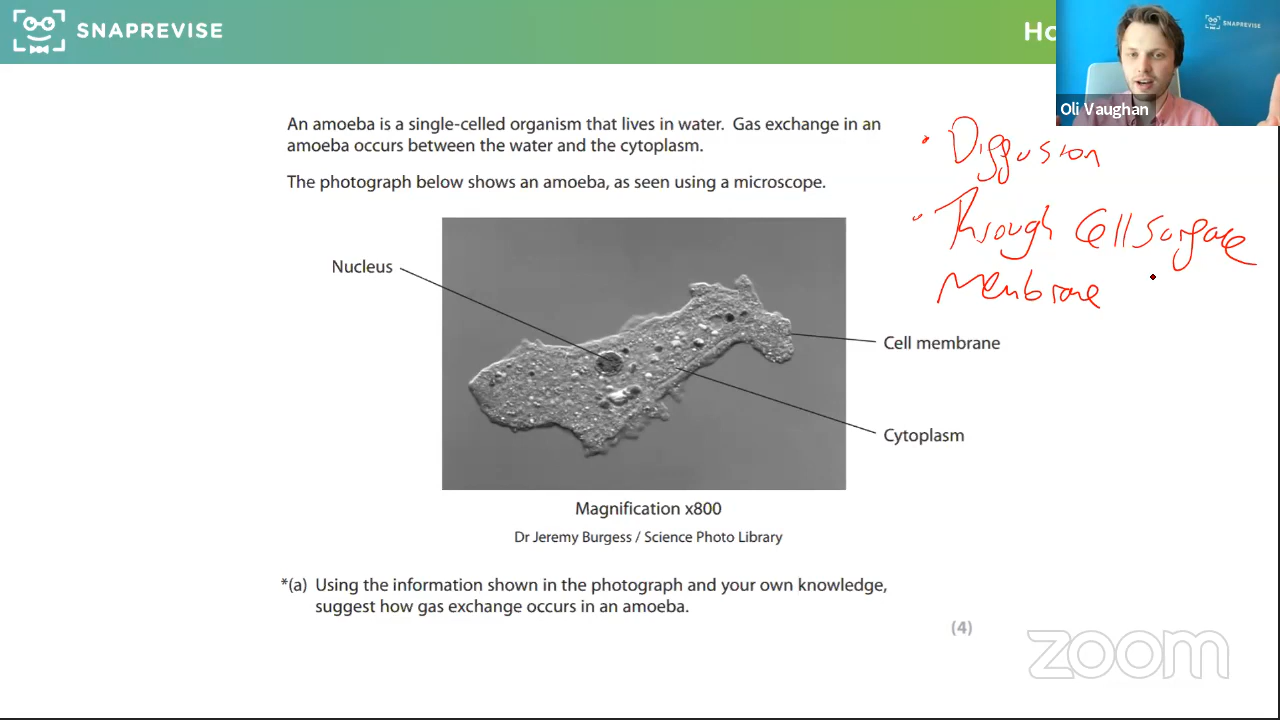 SNAPREVISE
Ho
SNAPREVISE
Oli Vaughan
An amoeba is a single-celled organism that lives in water. Gas exchange in an
amoeba occurs between the water and the cytoplasm.
The photograph below shows an amoeba, as seen using a microscope.
• Diffusion
• Through Cell Surface
Membrane
Nucleus
Cell membrane
Cytoplasm
Magnification x800
Dr Jeremy Burgess / Science Photo Library
*(a) Using the information shown in the photograph and your own knowledge,
suggest how gas exchange occurs in an amoeba.
(4)
zoom